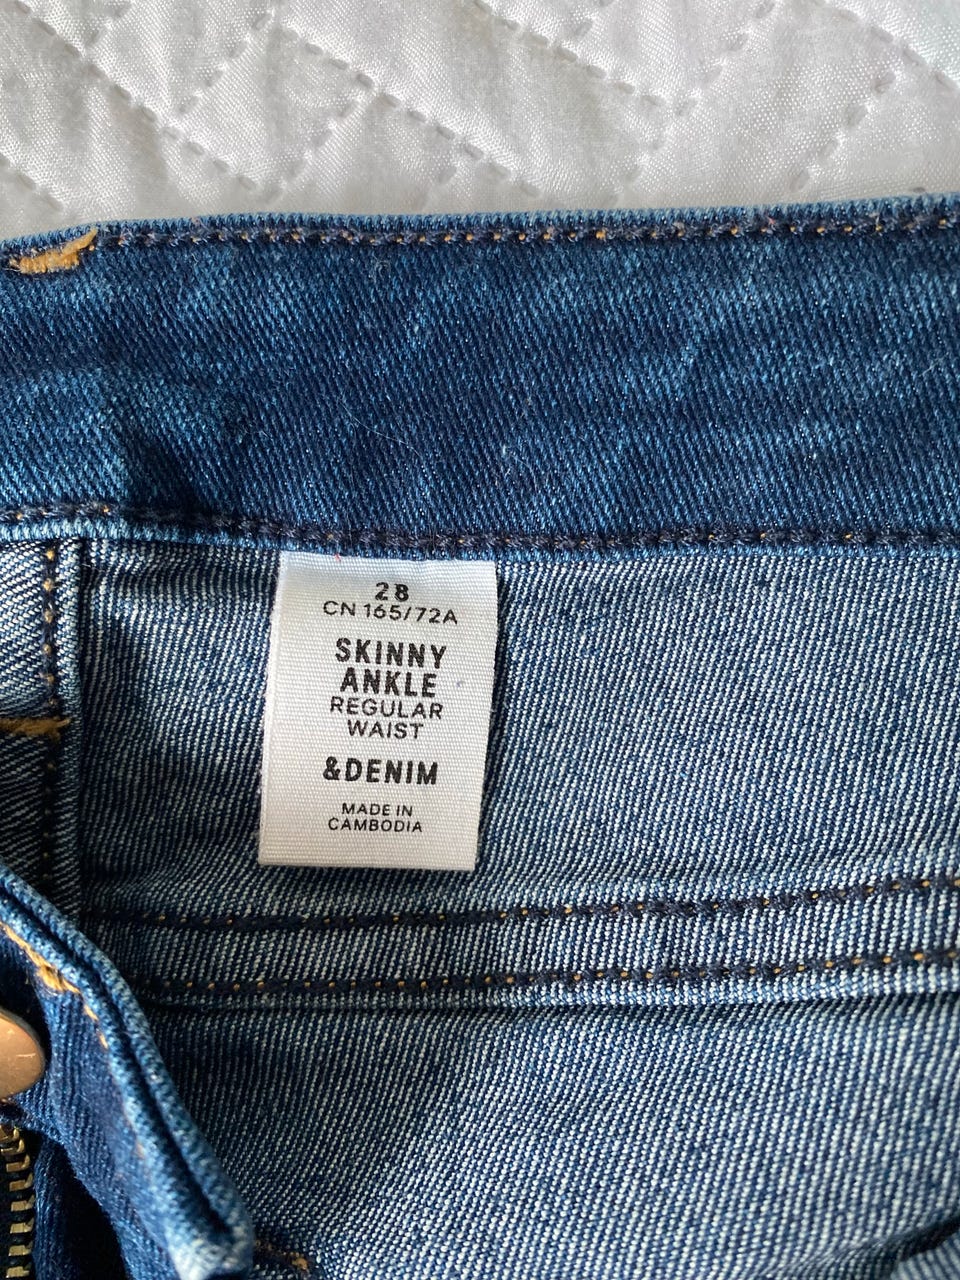 28
CN 165/72A
SKINNY
ANKLE
REGULAR
WAIST
&DENIM
MADE IN
CAMBODIA